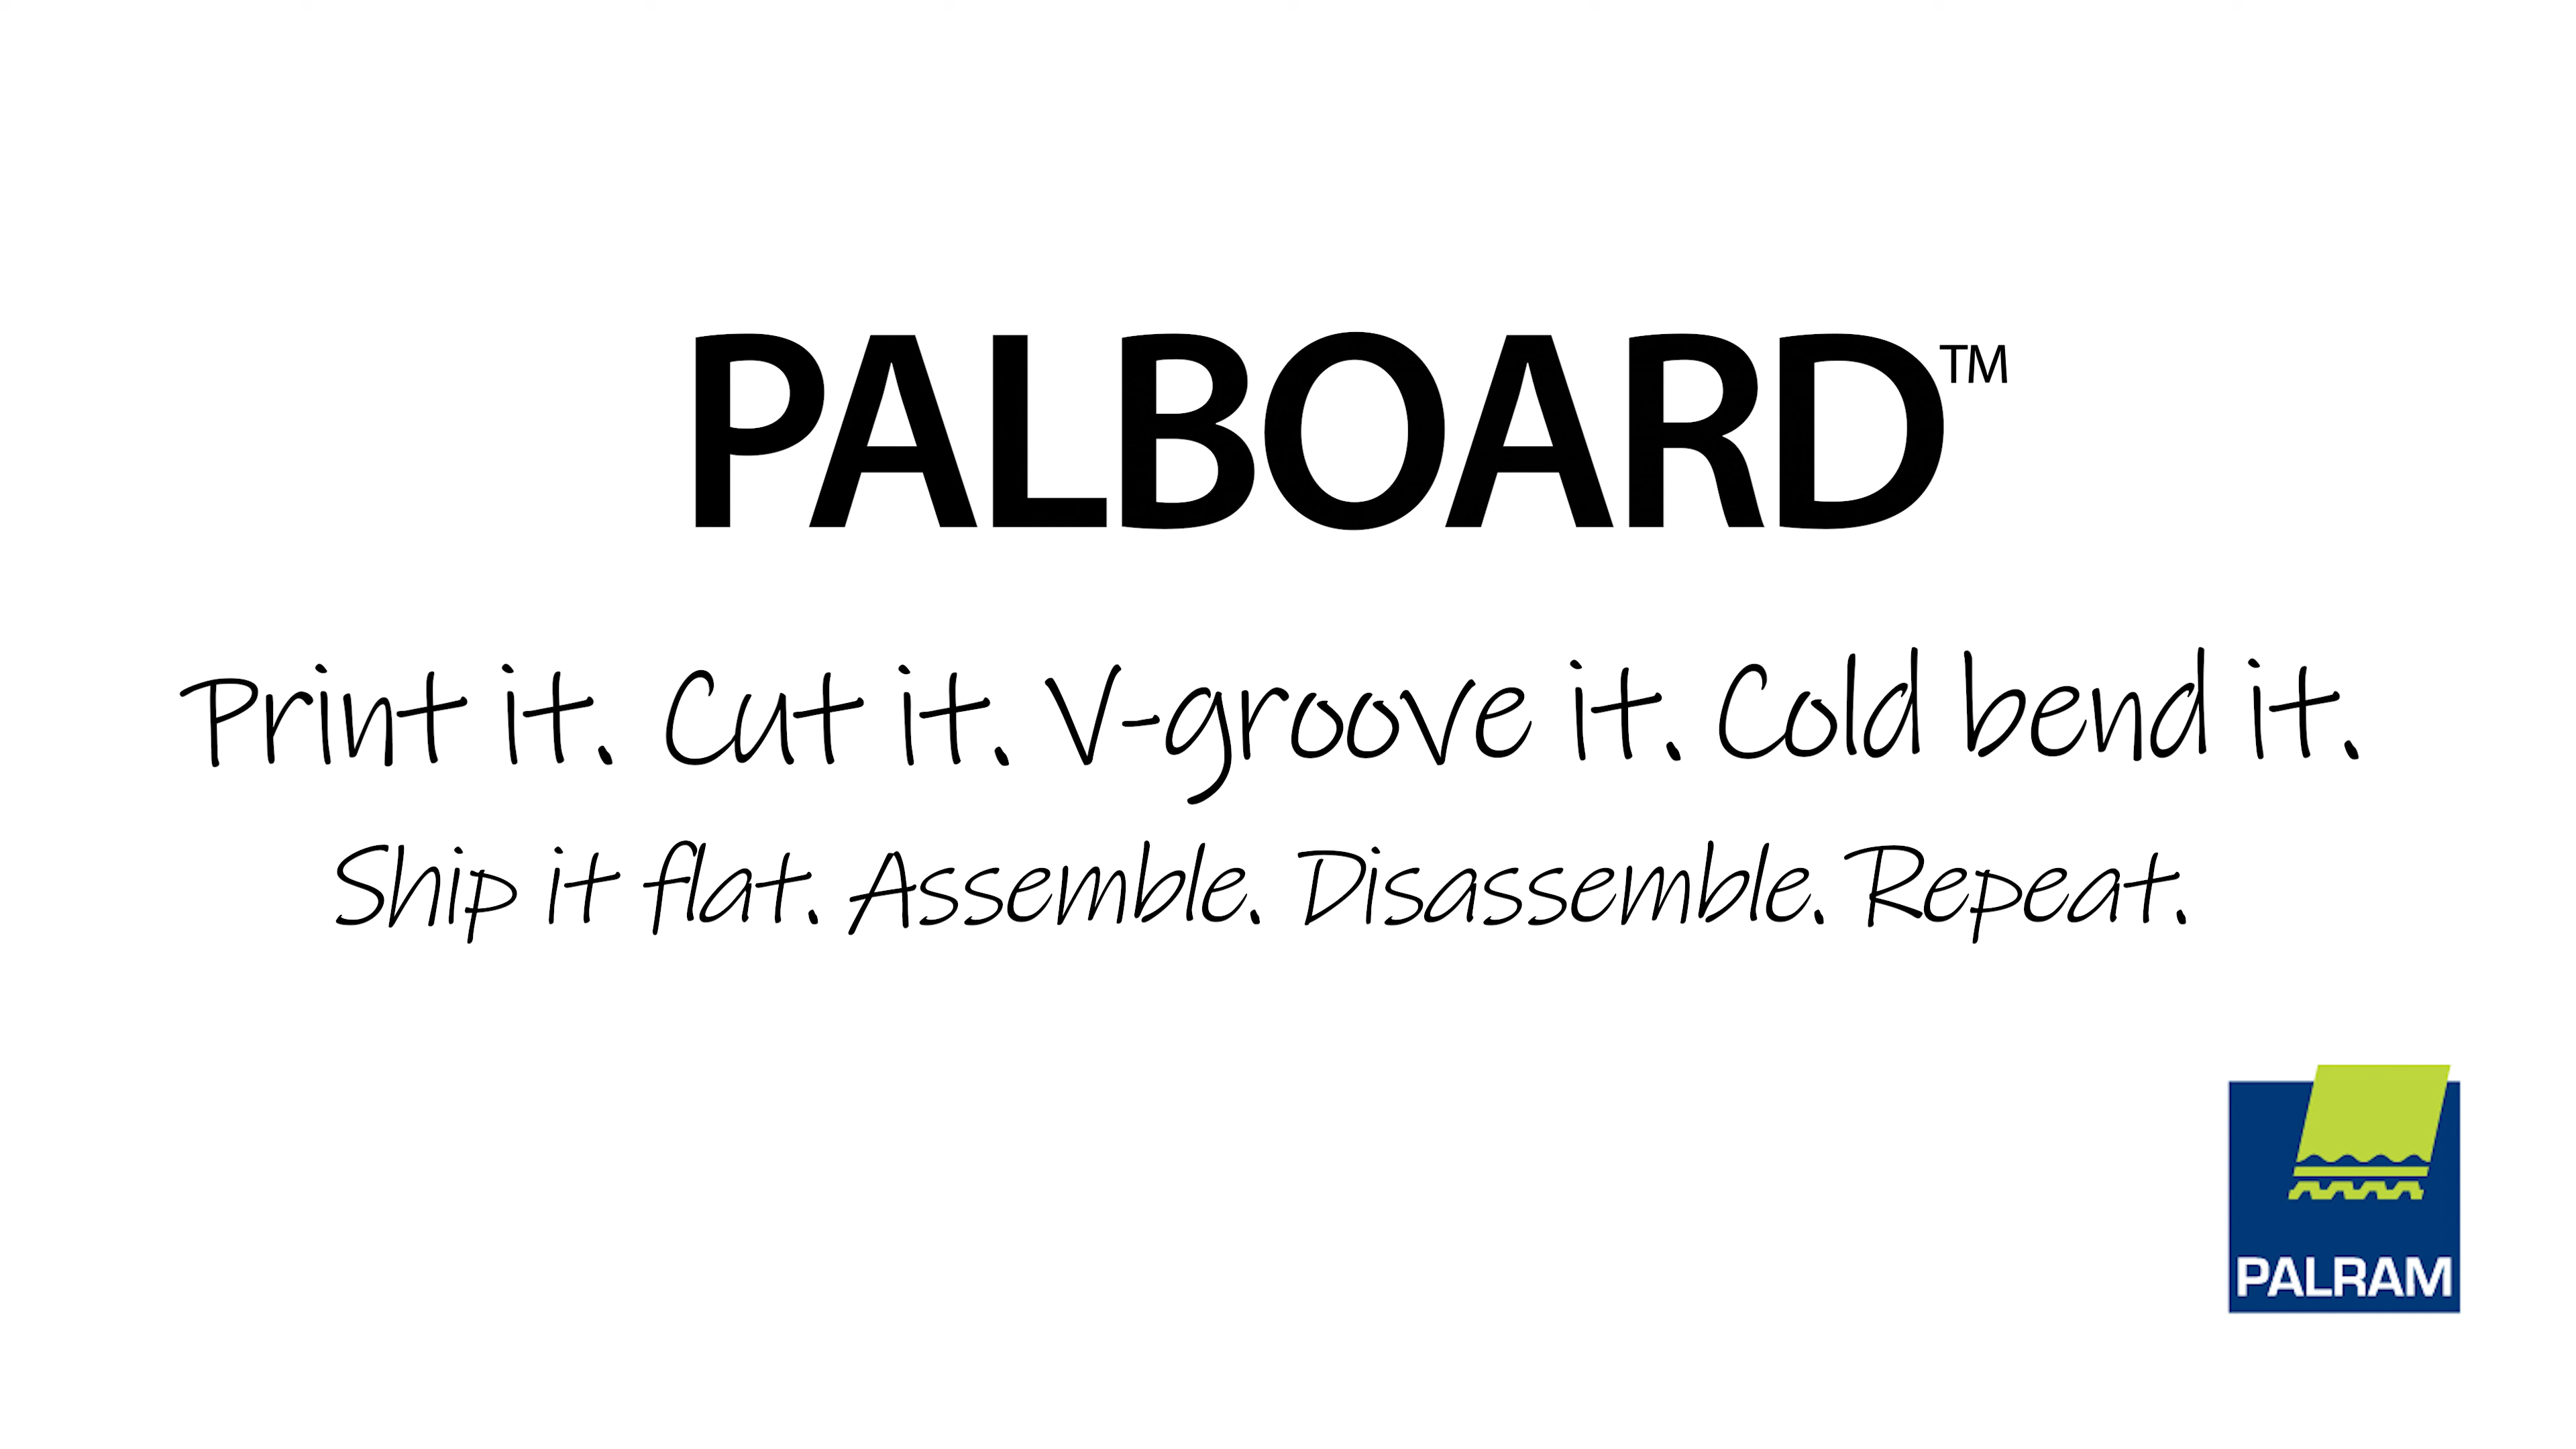 PALBOARD™
Print it. Cut it. V-groove it. Cold bend it.
Ship it flat. Assemble. Disassemble. Repeat.
PALRAM